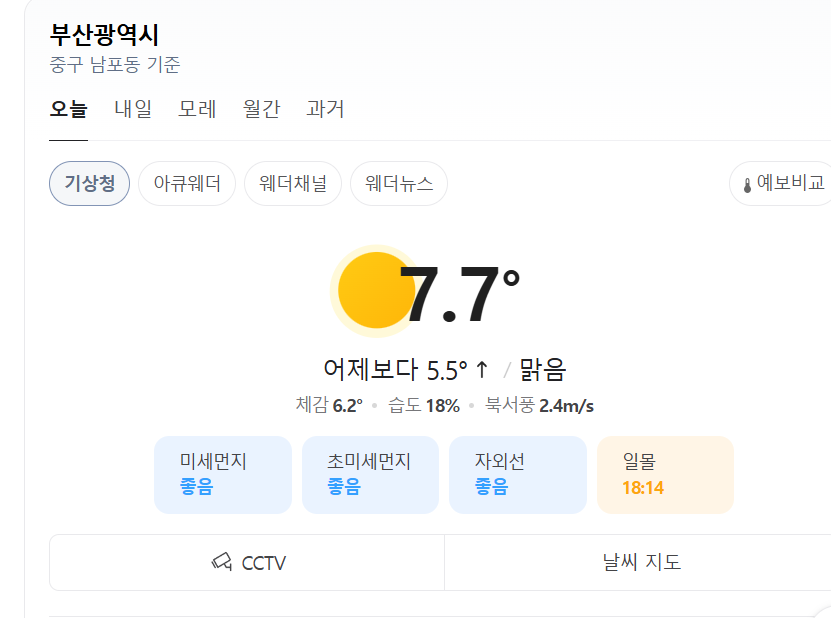 부산광역시
중구 남포동 기준
오늘 내일 모레 월간 과거
기상청 아큐웨더 웨더채널 웨더뉴스 예보비교
7.7°
어제보다 5.5° ↑ / 맑음
체감 6.2° • 습도 18% • 북서풍 2.4m/s
미세먼지 초미세먼지 자외선 일몰
좋음 좋음 좋음 18:14
CCTV 날씨 지도